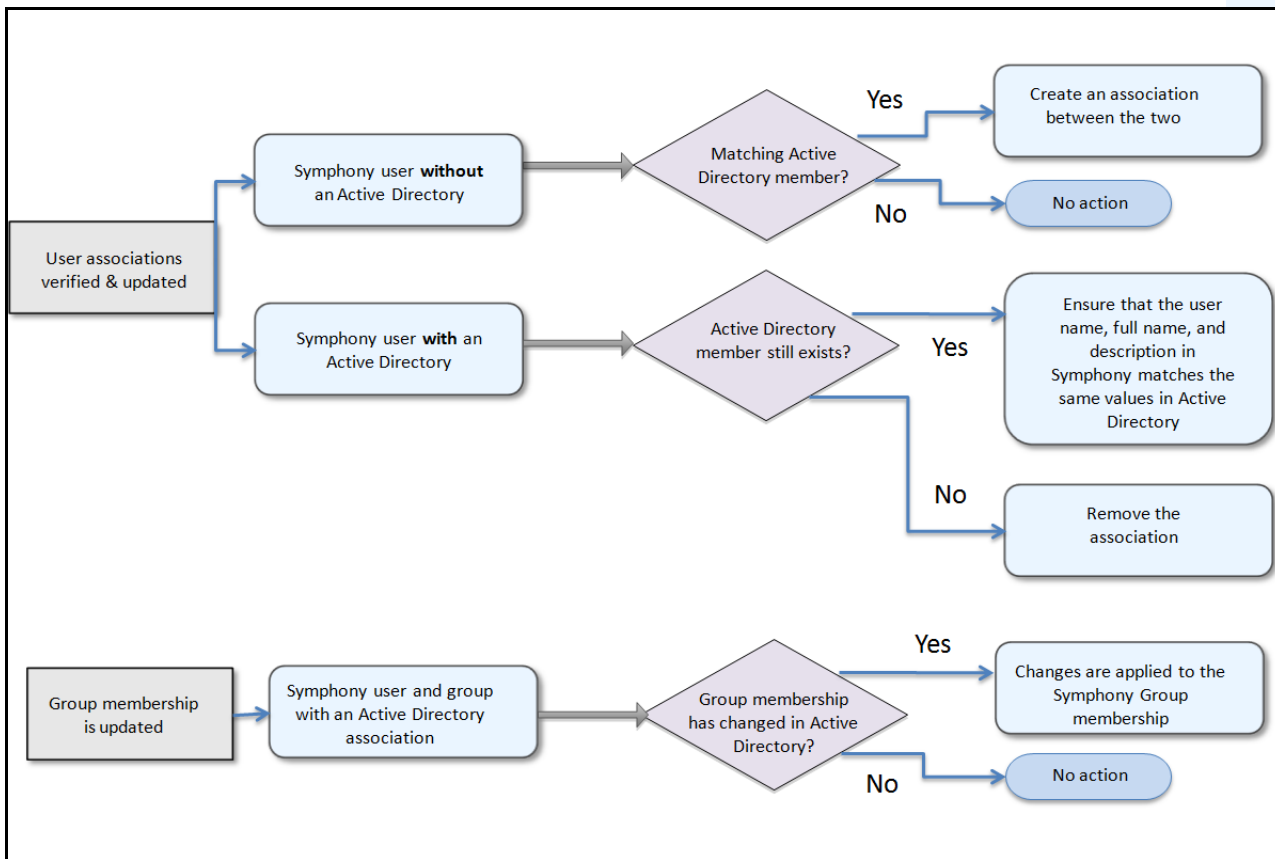 User associations
verified & updated
Symphony user without
an Active Directory
Matching Active
Directory member?
Yes
Create an association
between the two
No
No action
Symphony user with an
Active Directory
Active Directory
member still exists?
Yes
Ensure that the user
name, full name, and
description in
Symphony matches the
same values in Active
Directory
No
Remove the
association
Group membership
is updated
Symphony user and group
with an Active Directory
association
Group membership
has changed in Active
Directory?
Yes
Changes are applied to the
Symphony Group
membership
No
No action